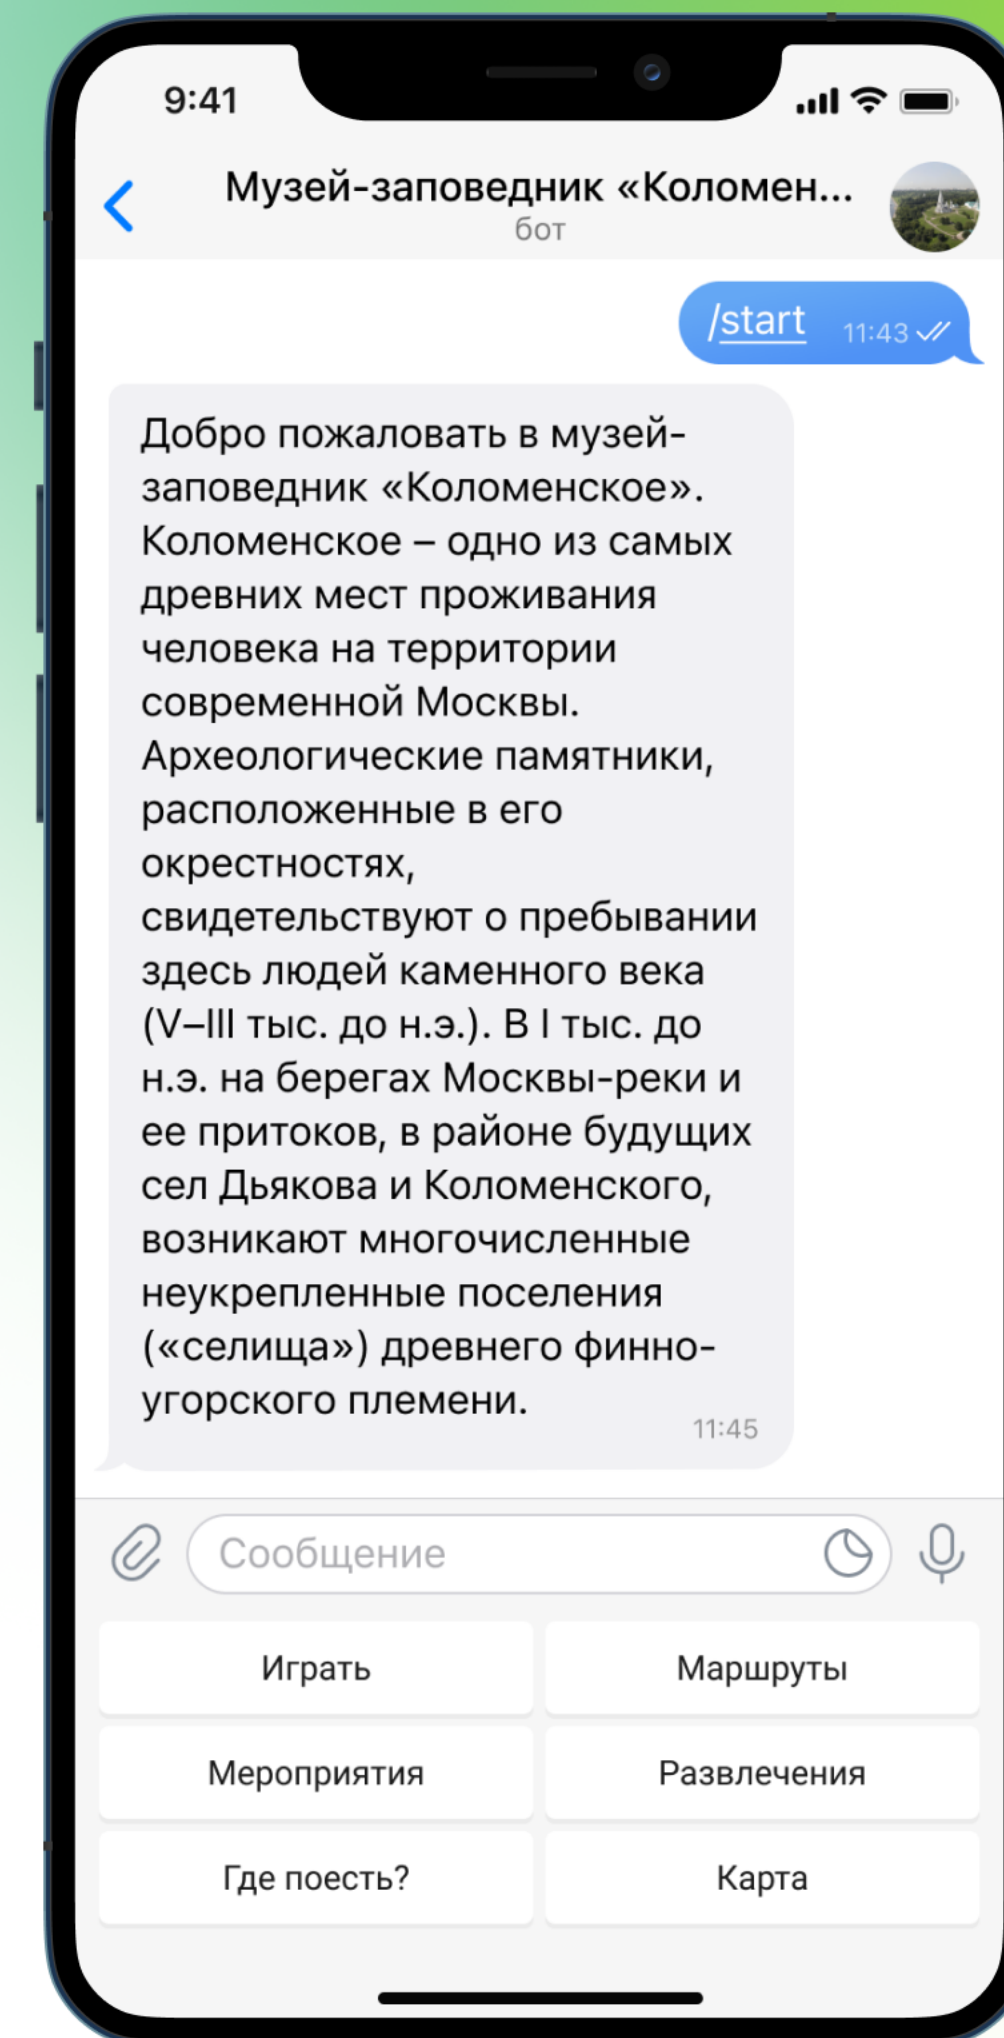 9:41
Музей-заповедник «Коломен...
бот
/start 11:43
Добро пожаловать в музей-
заповедник «Коломенское».
Коломенское – одно из самых
древних мест проживания
человека на территории
современной Москвы.
Археологические памятники,
расположенные в его
окрестностях,
свидетельствуют о пребывании
здесь людей каменного века
(V–III тыс. до н.э.). В I тыс. до
н.э. на берегах Москвы-реки и
ее притоков, в районе будущих
сел Дьякова и Коломенского,
возникают многочисленные
неукрепленные поселения
(«селища») древнего финно-
угорского племени.
11:45
Сообщение
Играть
Маршруты
Мероприятия
Развлечения
Где поесть?
Карта